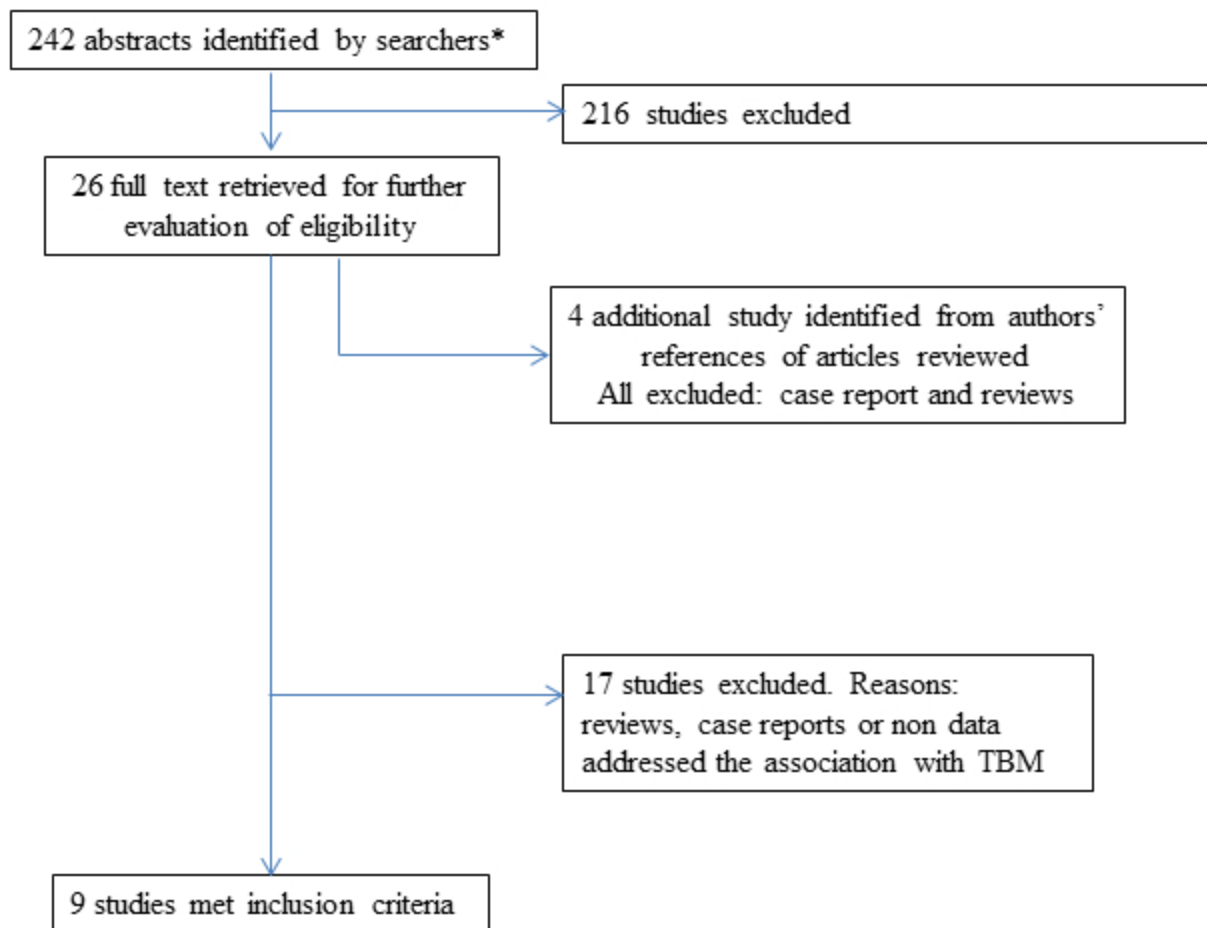 242 abstracts identified by searchers*
216 studies excluded
26 full text retrieved for further
evaluation of eligibility
4 additional study identified from authors’
references of articles reviewed
All excluded: case report and reviews
17 studies excluded. Reasons:
reviews, case reports or non data
addressed the association with TBM
9 studies met inclusion criteria